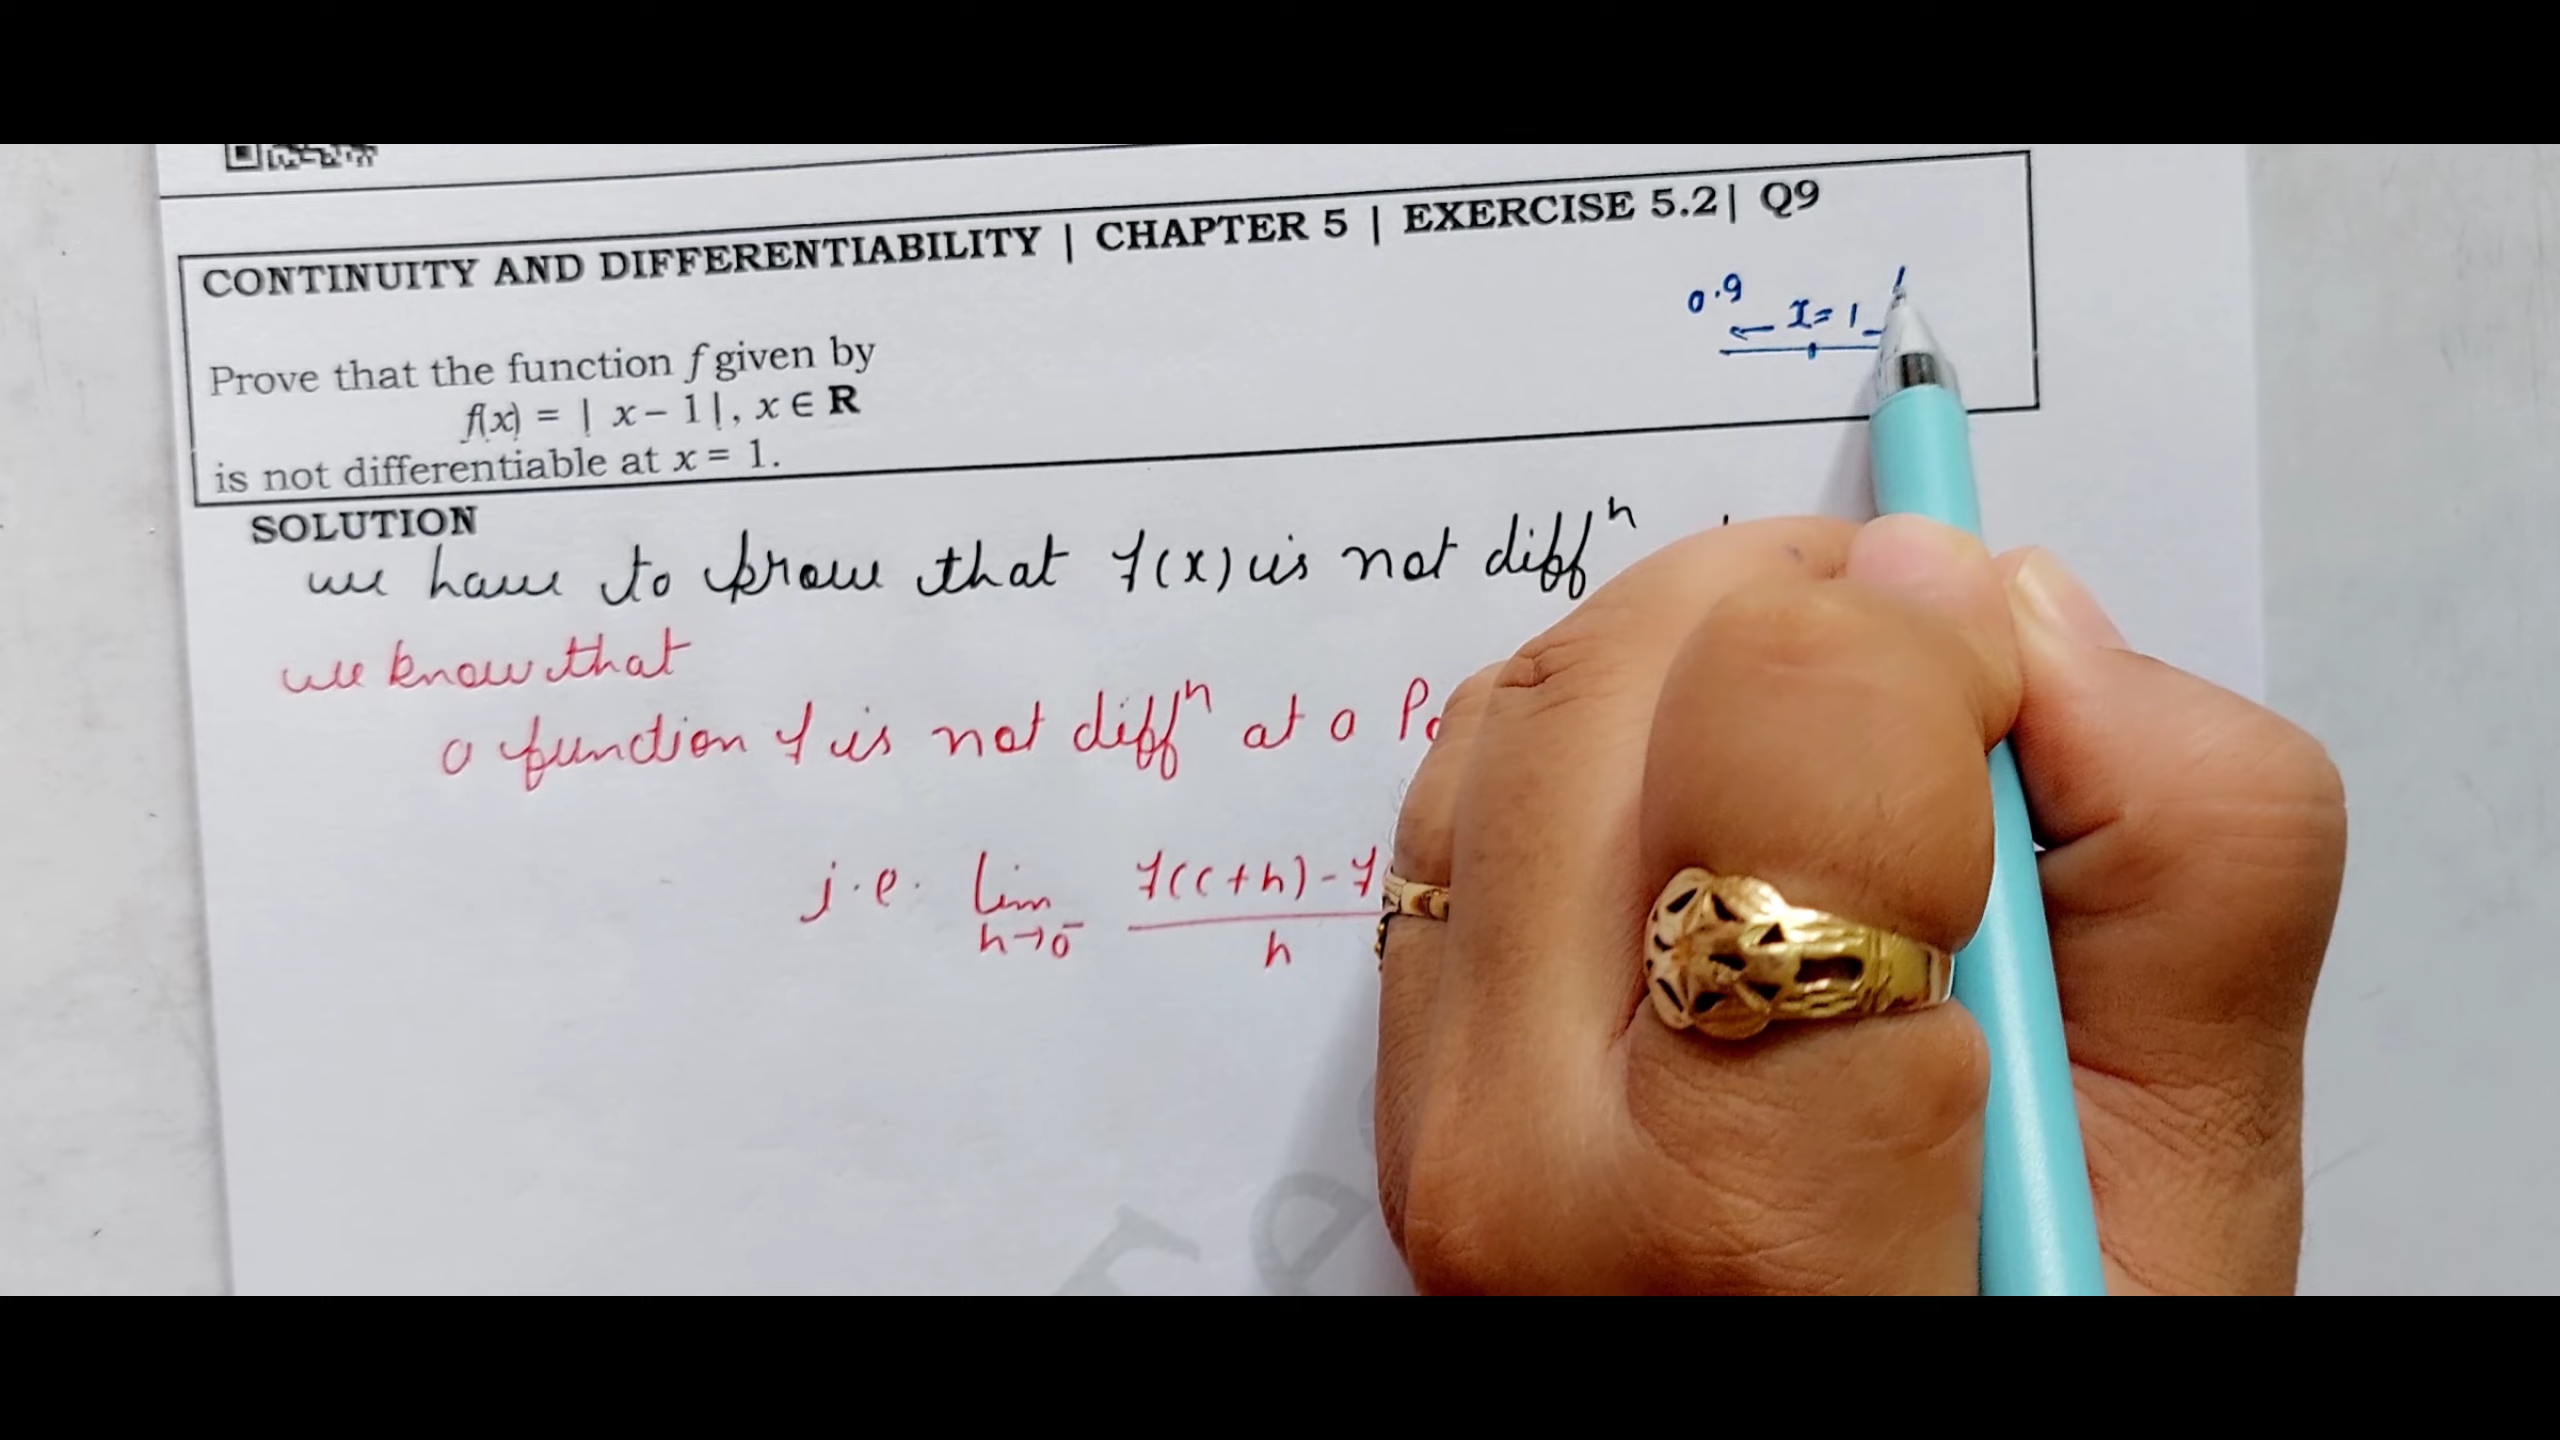 CONTINUITY AND DIFFERENTIABILITY | CHAPTER 5 | EXERCISE 5.2| Q9
0.9
x = 1
Prove that the function f given by
f(x) = | x – 1|, x ∈ R
is not differentiable at x = 1.
SOLUTION
we have to prove that f(x) is not diffⁿ
we know that
a function f is not diffⁿ at a
i.e. lim h→0⁻ f(c+h) - f / h